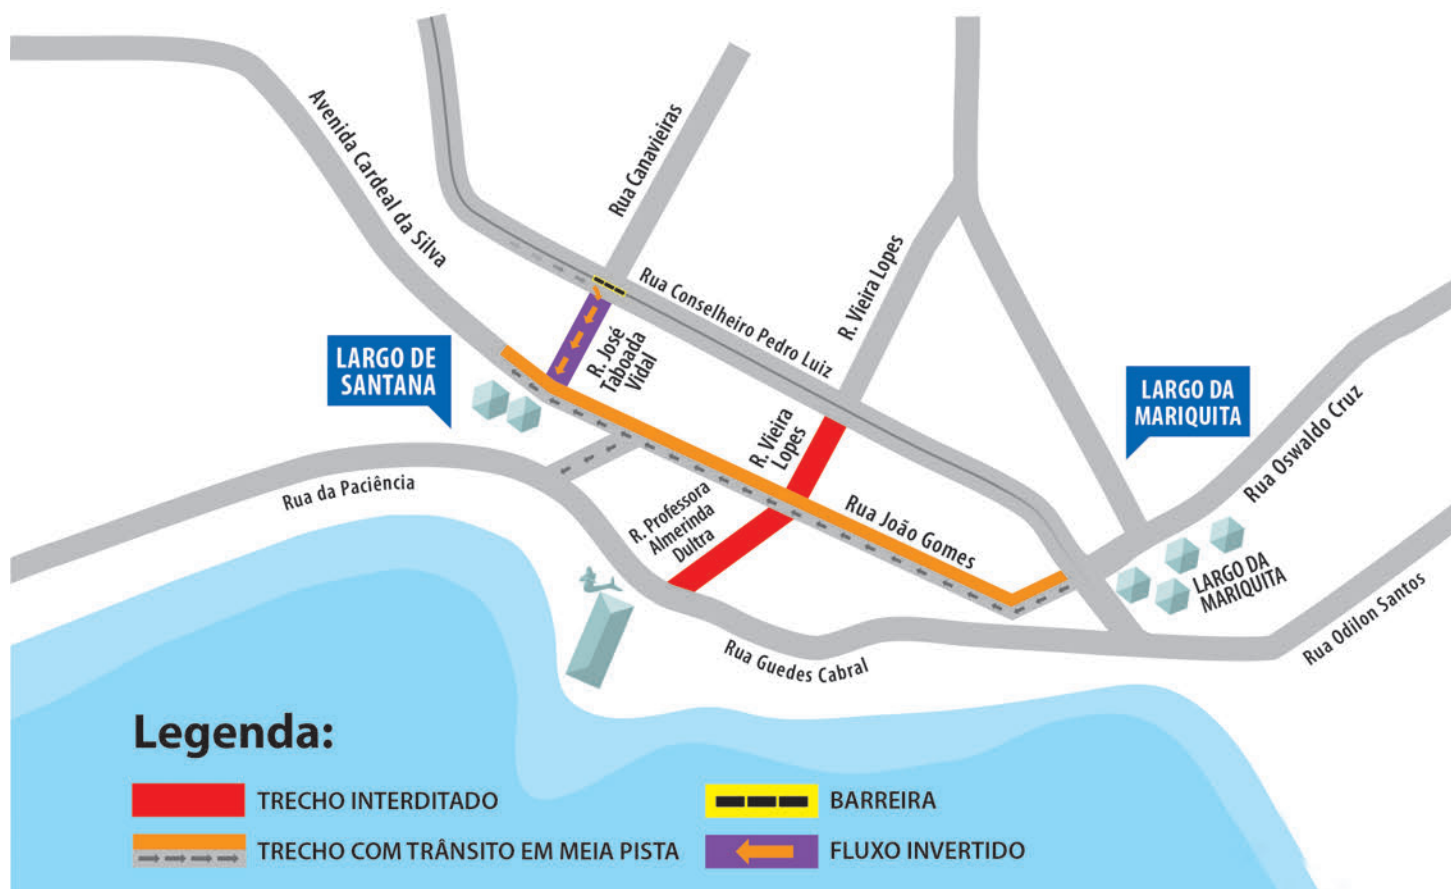 Avenida Cardeal da Silva
Rua Canavieiras
R. Vieira Lopes
Rua Conselheiro Pedro Luiz
R. José
Taboada
Vidal
LARGO DE
SANTANA
LARGO DA
MARIQUITA
Rua Oswaldo Cruz
R. Vieira
Lopes
Rua da Paciência
R. Professora
Almerinda
Dultra
Rua João Gomes
LARGO DA
MARIQUITA
Rua Odilon Santos
Rua Guedes Cabral
Legenda:
TRECHO INTERDITADO
BARREIRA
TRECHO COM TRÂNSITO EM MEIA PISTA
FLUXO INVERTIDO